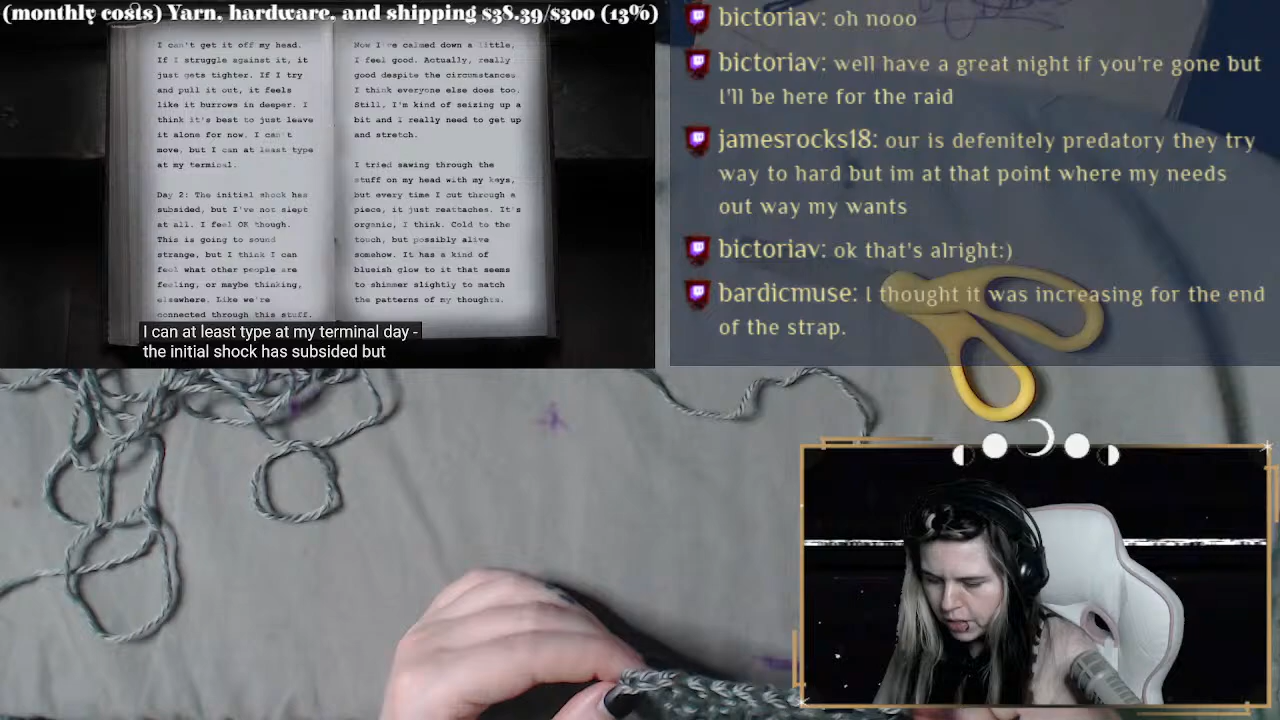 (monthly costs) Yarn, hardware, and shipping $38.39/$300 (13%)
I can't get it off my head.
If I struggle against it, it
just gets tighter. If I try
and pull it out, it feels
like it burrows in deeper. I
think it's best to just leave
it alone for now. I can't
move, but I can at least type
at my terminal.
Day 2: The initial shock has
subsided, but I've not slept
at all. I feel OK though.
This is going to sound
strange, but I think I can
feel what other people are
feeling, or maybe thinking,
elsewhere. Like we're
connected through this stuff.
Now I've calmed down a little,
I feel good. Actually, really
good despite the circumstances
I think everyone else does too.
Still, I'm kind of seizing up a
bit and I really need to get up
and stretch.
I tried sawing through the
stuff on my head with my keys,
but every time I cut through a
piece, it just reattaches. It's
organic, I think. Cold to the
touch, but possibly alive
somehow. It has a kind of
blueish glow to it that seems
to shimmer slightly to match
the patterns of my thoughts.
I can at least type at my terminal day -
the initial shock has subsided but
bictoriav: oh nooo
bictoriav: well have a great night if you're gone but
I'll be here for the raid
jamesrocks18: our is defenitely predatory they try
way to hard but im at that point where my needs
out way my wants
bictoriav: ok that's alright:)
bardicmuse: I thought it was increasing for the end
of the strap.